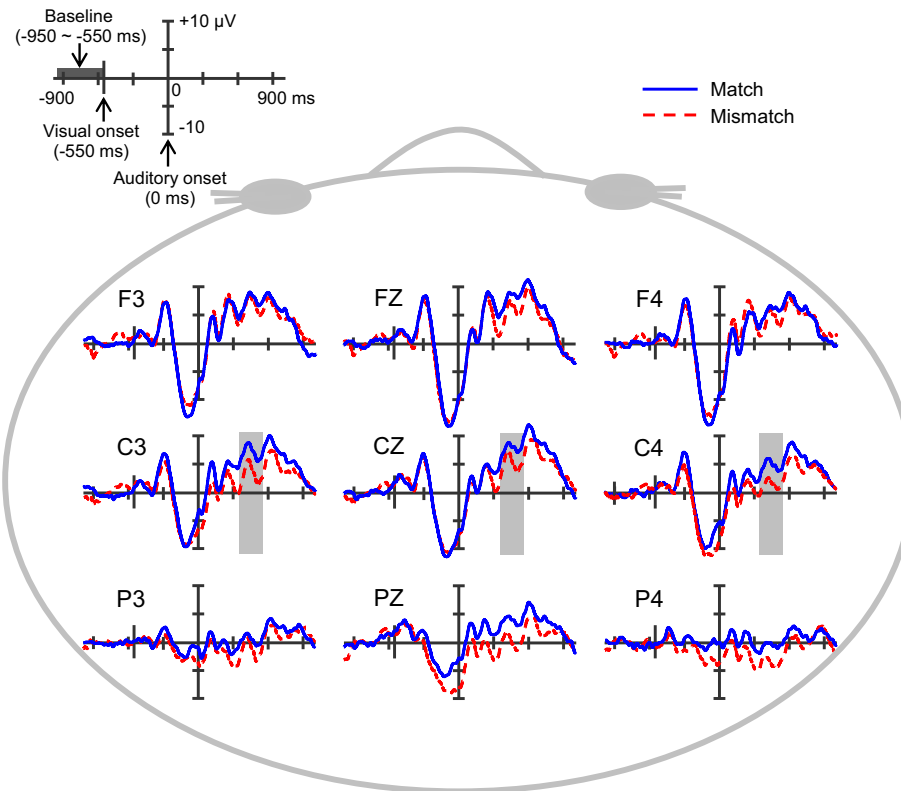 Baseline
(-950 ~ -550 ms)
+10 µV
-900
0
900 ms
-10
Visual onset
(-550 ms)
Auditory onset
(0 ms)
Match
Mismatch
F3
FZ
F4
C3
CZ
C4
P3
PZ
P4